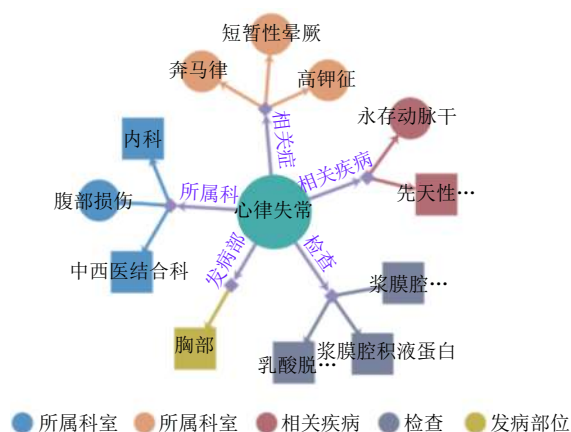 短暂性晕厥
奔马律
高钾征
永存动脉干
相关症
内科
相关疾病
所属科
先天性…
腹部损伤
心律失常
发病部
检查
中西医结合科
浆膜腔…
胸部
乳酸脱…
浆膜腔积液蛋白
所属科室
所属科室
相关疾病
检查
发病部位